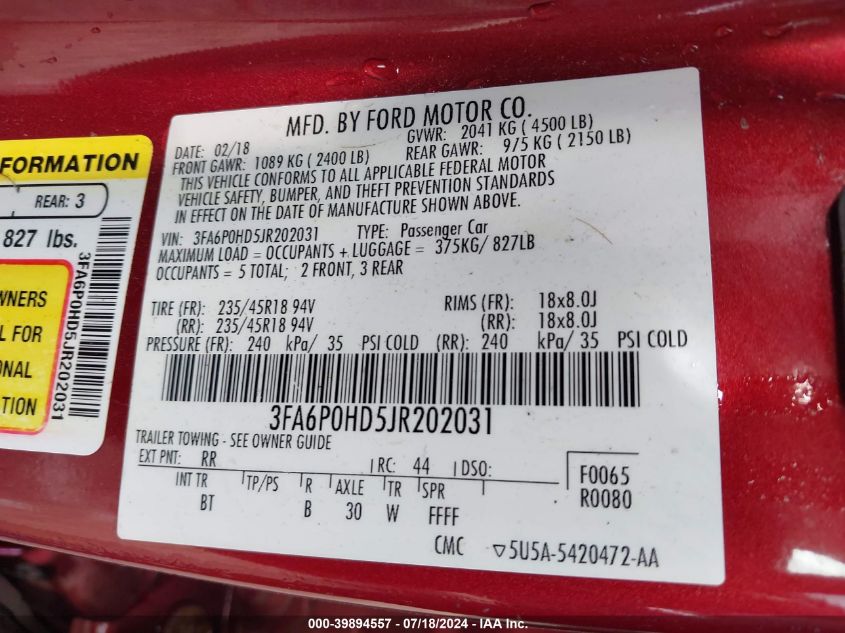 FORMATION
REAR: 3
827 lbs.
WNERS
L FOR
ONAL
TION
3FA6P0HD5JR202031
MFD. BY FORD MOTOR CO.
DATE: 02/18 GVWR: 2041 KG ( 4500 LB)
FRONT GAWR: 1089 KG ( 2400 LB) REAR GAWR: 975 KG ( 2150 LB)
THIS VEHICLE CONFORMS TO ALL APPLICABLE FEDERAL MOTOR
VEHICLE SAFETY, BUMPER, AND THEFT PREVENTION STANDARDS
IN EFFECT ON THE DATE OF MANUFACTURE SHOWN ABOVE.
VIN: 3FA6P0HD5JR202031 TYPE: Passenger Car
MAXIMUM LOAD = OCCUPANTS + LUGGAGE = 375KG/ 827LB
OCCUPANTS = 5 TOTAL; 2 FRONT, 3 REAR
TIRE (FR): 235/45R18 94V RIMS (FR): 18x8.0J
(RR): 235/45R18 94V (RR): 18x8.0J
PRESSURE (FR): 240 kPa/ 35 PSI COLD (RR): 240 kPa/ 35 PSI COLD
3FA6P0HD5JR202031
TRAILER TOWING - SEE OWNER GUIDE
EXT PNT: RR RC: 44 DSO: F0065
INT TR TP/PS R AXLE TR SPR R0080
BT B 30 W FFFF
CMC ▽5U5A-5420472-AA
000-39894557 - 07/18/2024 - IAA Inc.